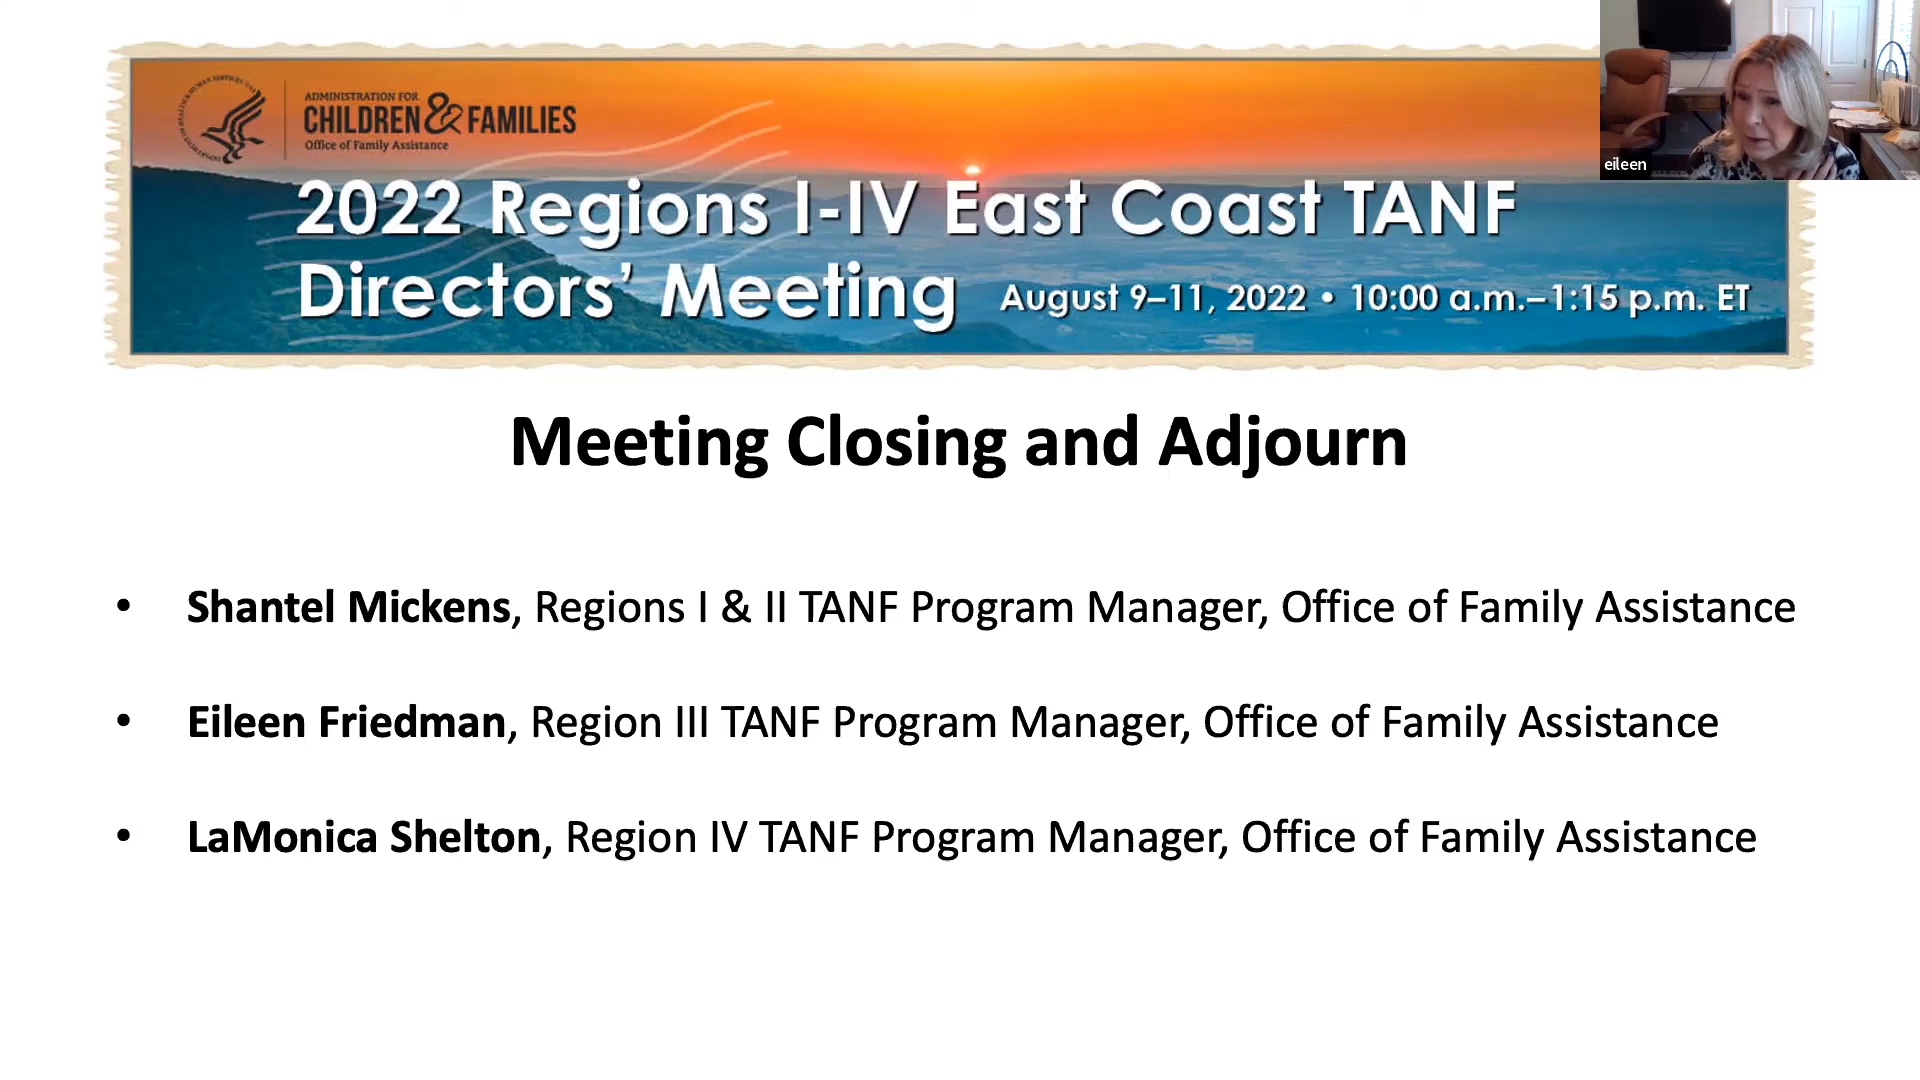 ADMINISTRATION FOR
CHILDREN & FAMILIES
Office of Family Assistance
2022 Regions I-IV East Coast TANF
Directors’ Meeting August 9–11, 2022 • 10:00 a.m.–1:15 p.m. ET
eileen
Meeting Closing and Adjourn
• Shantel Mickens, Regions I & II TANF Program Manager, Office of Family Assistance
• Eileen Friedman, Region III TANF Program Manager, Office of Family Assistance
• LaMonica Shelton, Region IV TANF Program Manager, Office of Family Assistance